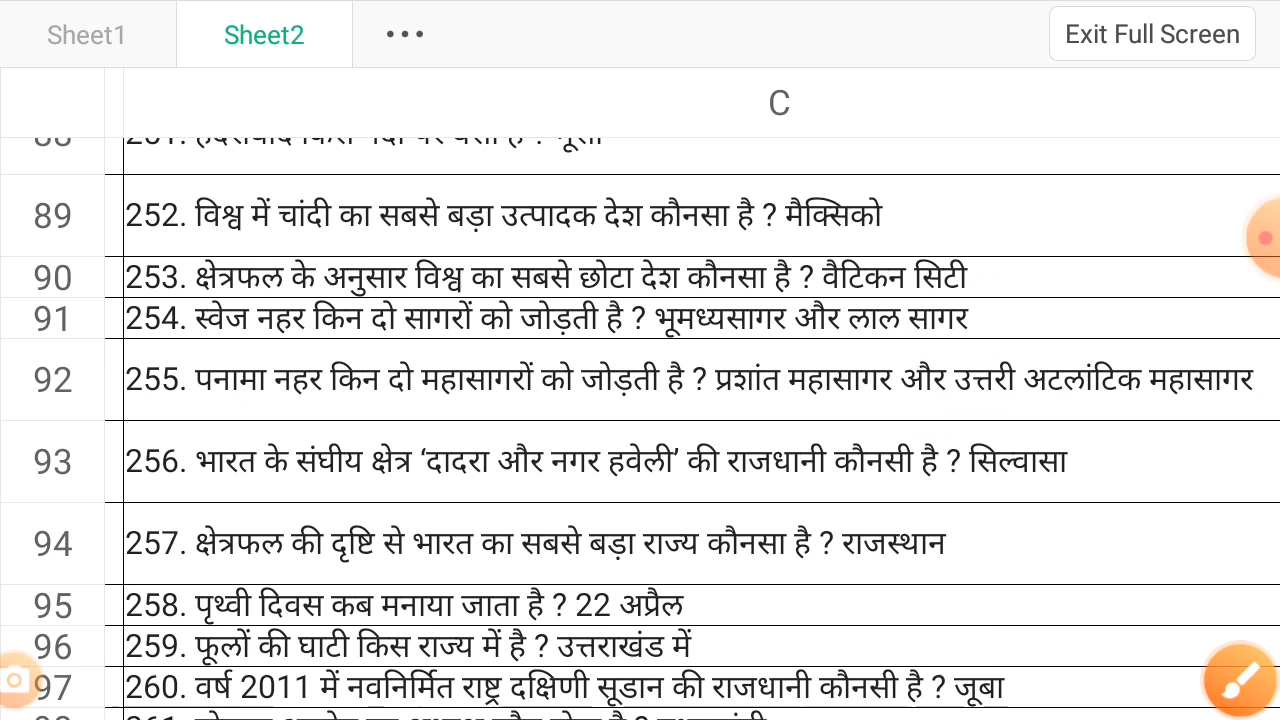 Sheet1 Sheet2 ••• Exit Full Screen
C
89 252. विश्व में चांदी का सबसे बड़ा उत्पादक देश कौनसा है ? मैक्सिको
90 253. क्षेत्रफल के अनुसार विश्व का सबसे छोटा देश कौनसा है ? वैटिकन सिटी
91 254. स्वेज नहर किन दो सागरों को जोड़ती है ? भूमध्यसागर और लाल सागर
92 255. पनामा नहर किन दो महासागरों को जोड़ती है ? प्रशांत महासागर और उत्तरी अटलांटिक महासागर
93 256. भारत के संघीय क्षेत्र ‘दादरा और नगर हवेली’ की राजधानी कौनसी है ? सिल्वासा
94 257. क्षेत्रफल की दृष्टि से भारत का सबसे बड़ा राज्य कौनसा है ? राजस्थान
95 258. पृथ्वी दिवस कब मनाया जाता है ? 22 अप्रैल
96 259. फूलों की घाटी किस राज्य में है ? उत्तराखंड में
97 260. वर्ष 2011 में नवनिर्मित राष्ट्र दक्षिणी सूडान की राजधानी कौनसी है ? जूबा